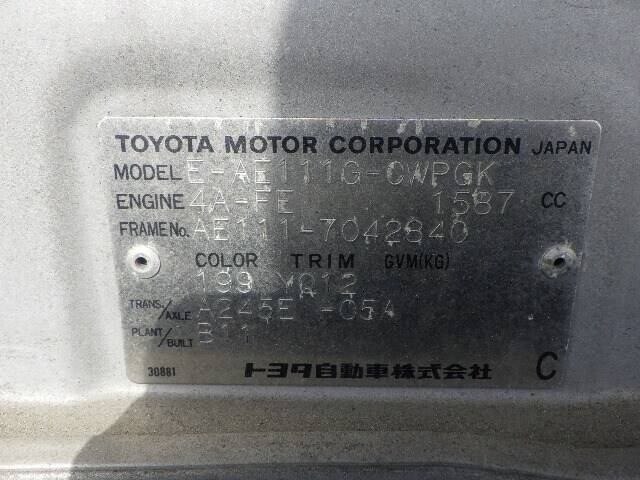 TOYOTA MOTOR CORPORATION JAPAN
MODEL E-AE111G-CWPGK
ENGINE 4A-FE 1587 CC
FRAME No. AE111-7042840
COLOR TRIM GVM(KG)
199 YQ12
TRANS./AXLE A245E -C54
PLANT/BUILT B11
30881 トヨタ自動車株式会社 C